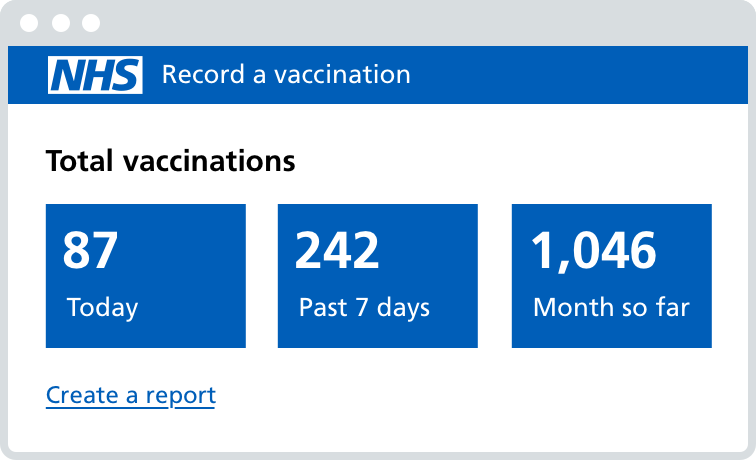 NHS Record a vaccination
Total vaccinations
87
Today
242
Past 7 days
1,046
Month so far
Create a report